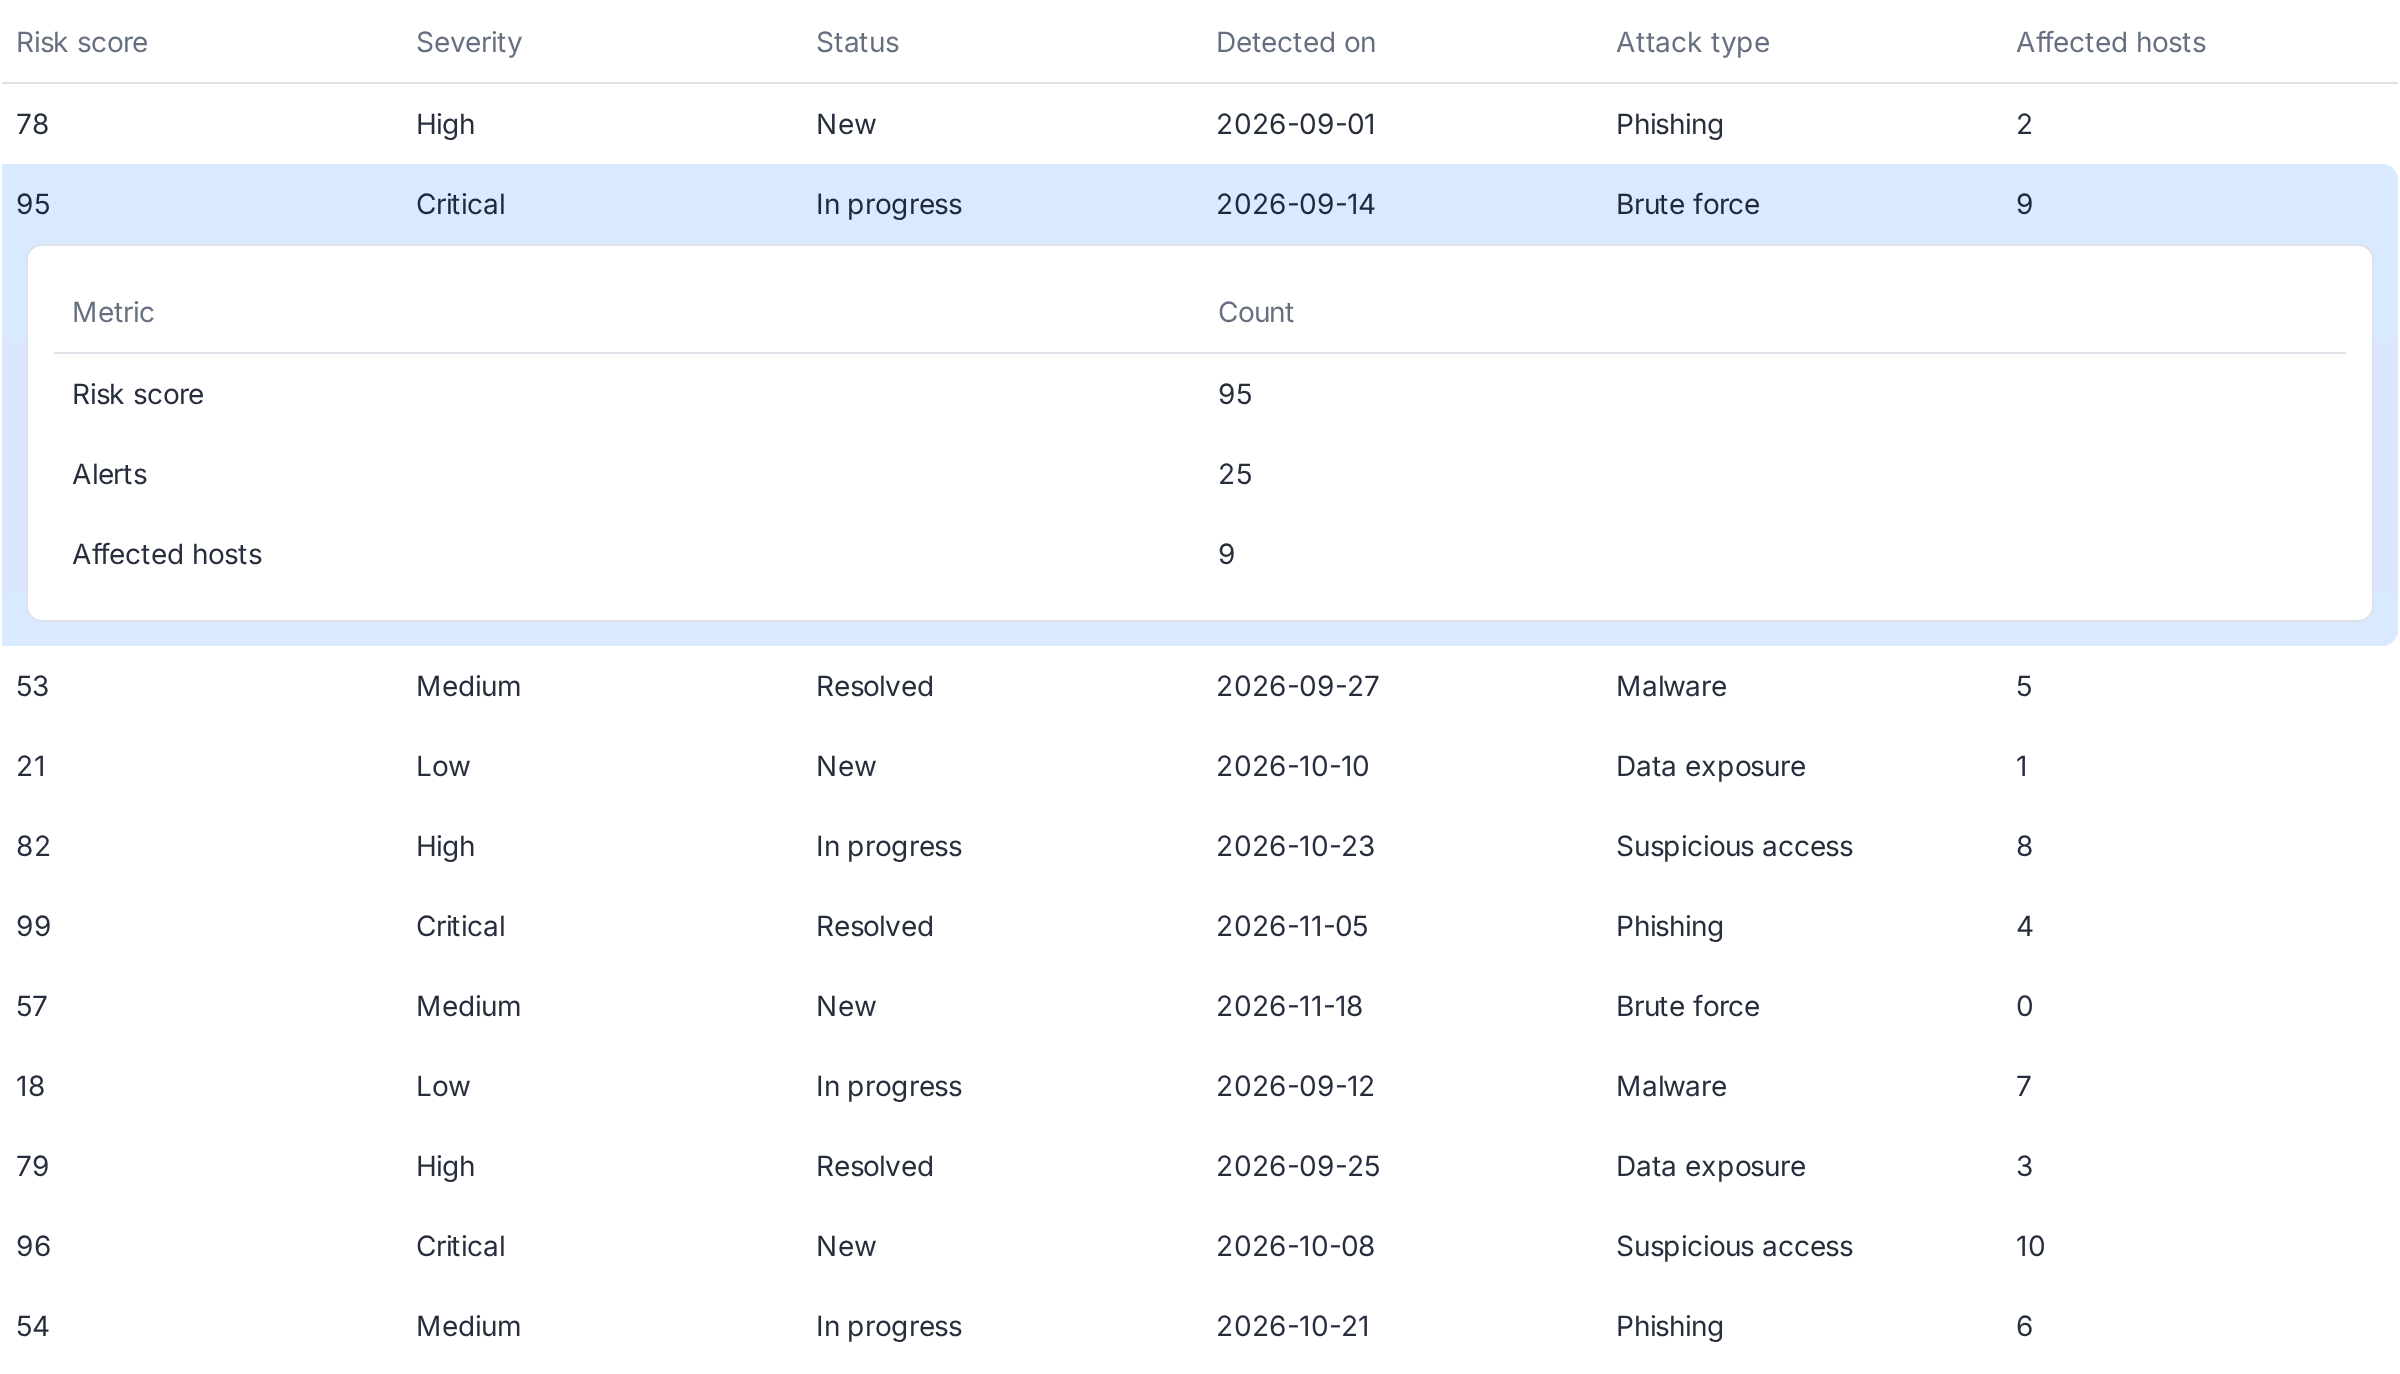 Risk score Severity Status Detected on Attack type Affected hosts
78 High New 2026-09-01 Phishing 2
95 Critical In progress 2026-09-14 Brute force 9
Metric Count
Risk score 95
Alerts 25
Affected hosts 9
53 Medium Resolved 2026-09-27 Malware 5
21 Low New 2026-10-10 Data exposure 1
82 High In progress 2026-10-23 Suspicious access 8
99 Critical Resolved 2026-11-05 Phishing 4
57 Medium New 2026-11-18 Brute force 0
18 Low In progress 2026-09-12 Malware 7
79 High Resolved 2026-09-25 Data exposure 3
96 Critical New 2026-10-08 Suspicious access 10
54 Medium In progress 2026-10-21 Phishing 6